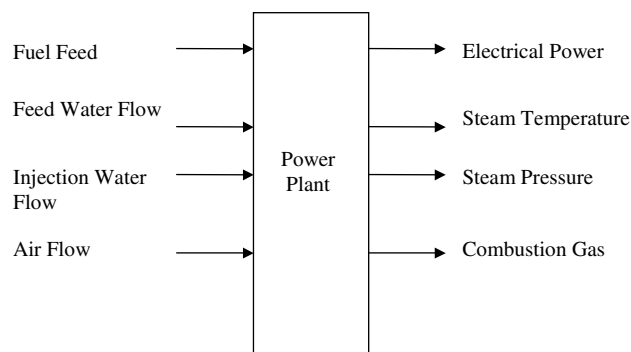 Fuel Feed
Feed Water Flow
Injection Water
Flow
Air Flow
Power
Plant
Electrical Power
Steam Temperature
Steam Pressure
Combustion Gas